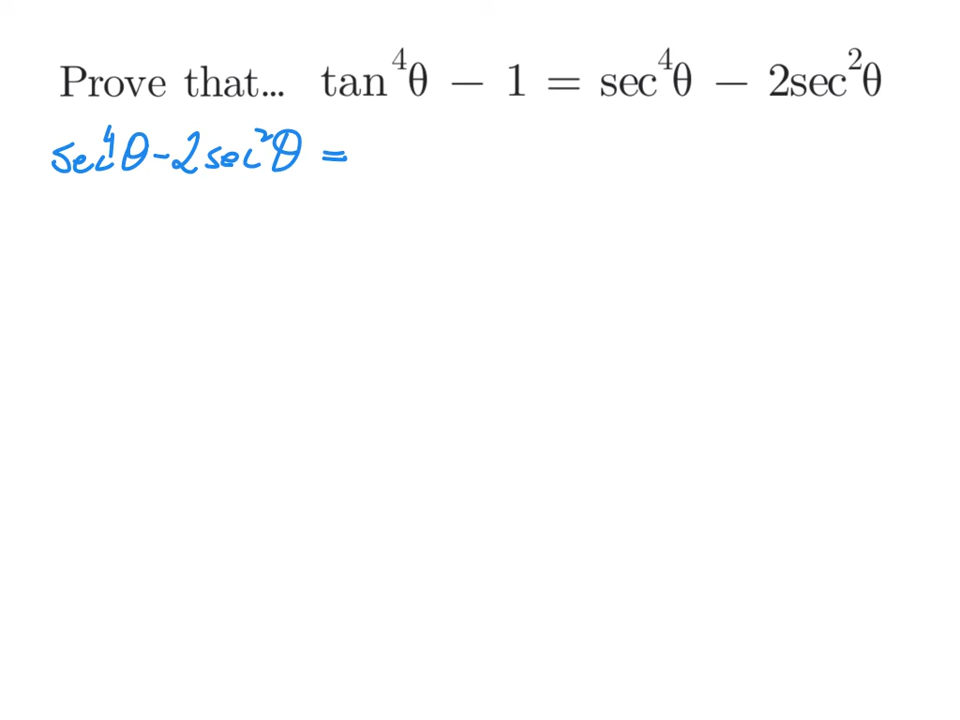 Prove that... tan⁴θ − 1 = sec⁴θ − 2sec²θ
sec⁴θ − 2sec²θ =